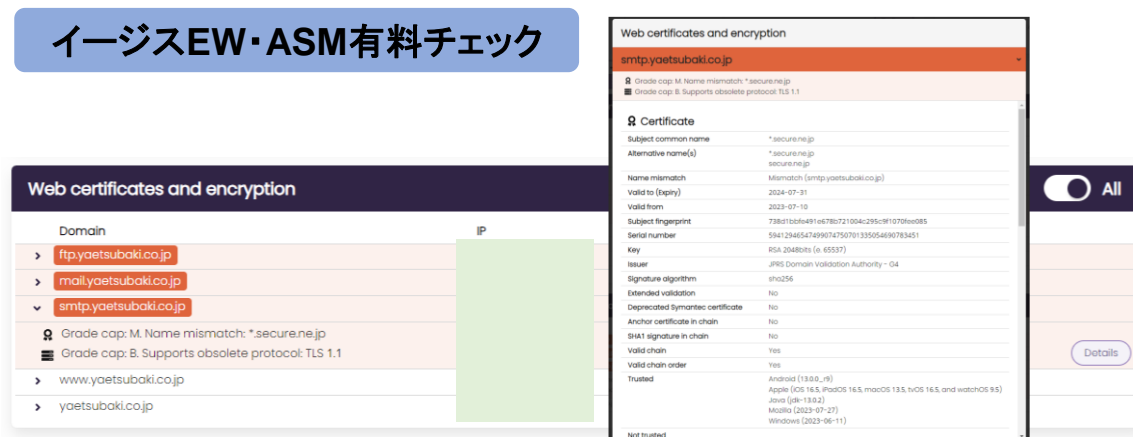 イージスEW・ASM有料チェック
Web certificates and encryption
All
Domain
IP
ftp.yaetsubaki.co.jp
mail.yaetsubaki.co.jp
smtp.yaetsubaki.co.jp
Grade cap: M. Name mismatch: *.secure.ne.jp
Grade cap: B. Supports obsolete protocol: TLS 1.1
Details
www.yaetsubaki.co.jp
yaetsubaki.co.jp
Web certificates and encryption
smtp.yaetsubaki.co.jp
Grade cap: M. Name mismatch: *.secure.ne.jp
Grade cap: B. Supports obsolete protocol: TLS 1.1
Certificate
Subject common name *.secure.ne.jp
Alternative name(s) *.secure.ne.jp
secure.ne.jp
Name mismatch Mismatch (smtp.yaetsubaki.co.jp)
Valid to (Expiry) 2024-07-31
Valid from 2023-07-10
Subject fingerprint
Serial number
Key RSA 2048bits (e. 65537)
Issuer JPRS Domain Validation Authority - G4
Signature algorithm sha256
Extended validation No
Deprecated Symantec certificate No
Anchor certificate in chain No
SHA1 signature in chain No
Valid chain Yes
Valid chain order Yes
Trusted Android (13.0.0_r9)
Apple (iOS 16.5, iPadOS 16.5, macOS 13.5, tvOS 16.5, and watchOS 9.5)
Java (jdk-13.0.2)
Mozilla (2023-07-27)
Windows (2023-06-11)
Not trusted